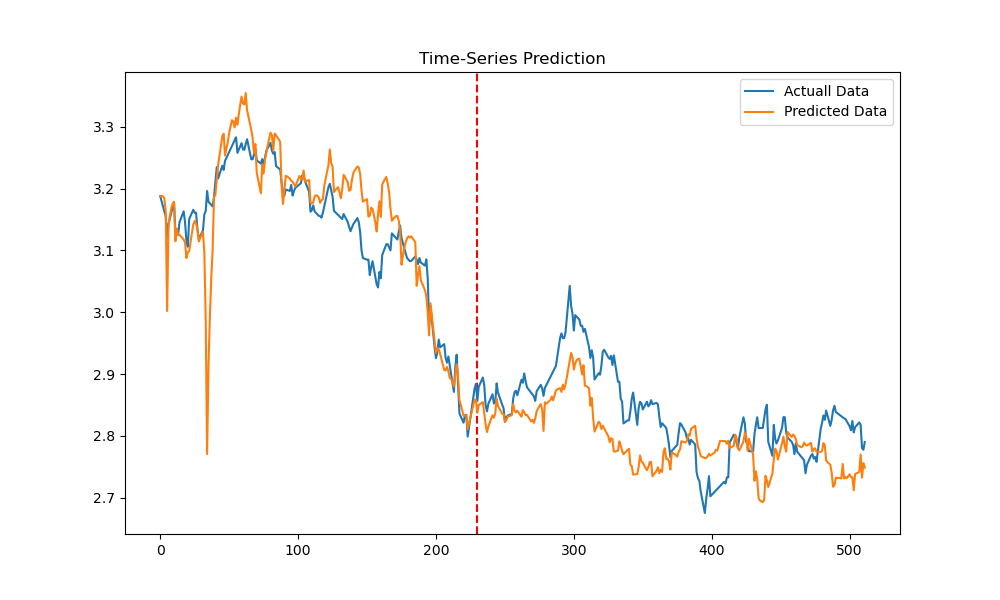 Time-Series Prediction
Actuall Data
Predicted Data
3.3
3.2
3.1
3.0
2.9
2.8
2.7
0 100 200 300 400 500